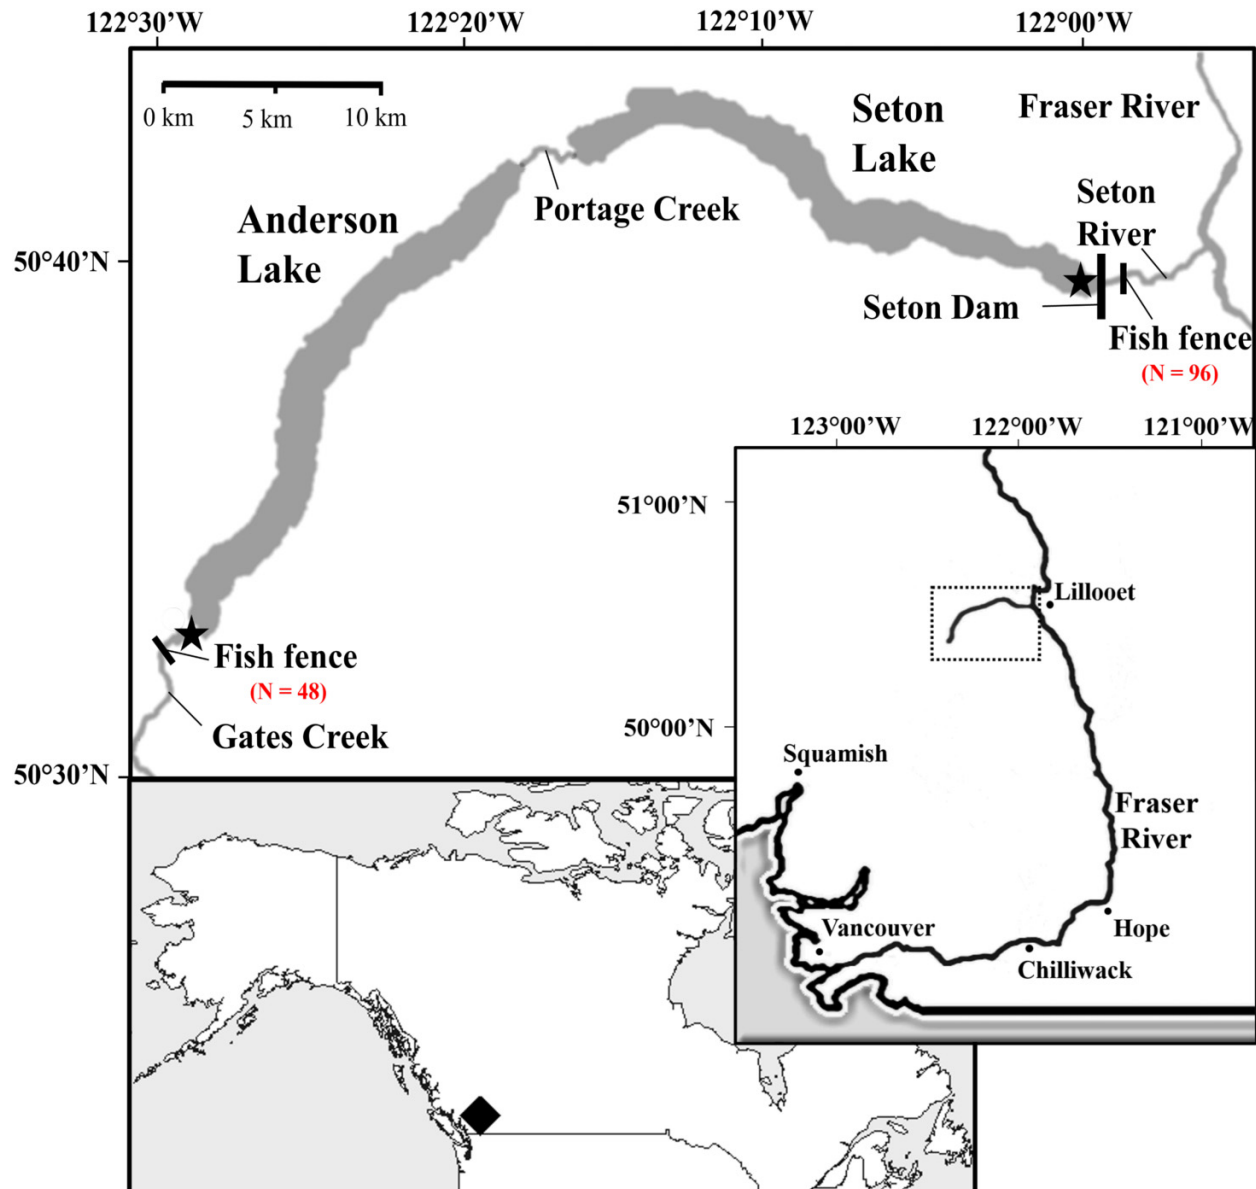 122°30’W
122°20’W
122°10’W
122°00’W
0 km
5 km
10 km
Seton
Lake
Fraser River
Portage Creek
Seton
River
Anderson
Lake
50°40’N
Seton Dam
Fish fence
(N = 96)
123°00’W
122°00’W
121°00’W
51°00’N
Lillooet
Fish fence
(N = 48)
Gates Creek
50°00’N
50°30’N
Squamish
Fraser
River
Vancouver
Hope
Chilliwack